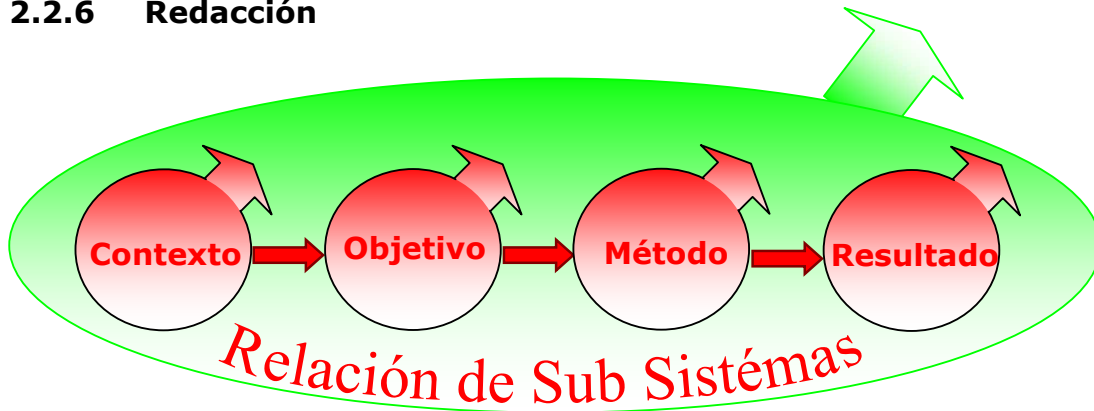 2.2.6 Redacción
Contexto
Objetivo
Método
Resultado
Relación de Sub Sistémas